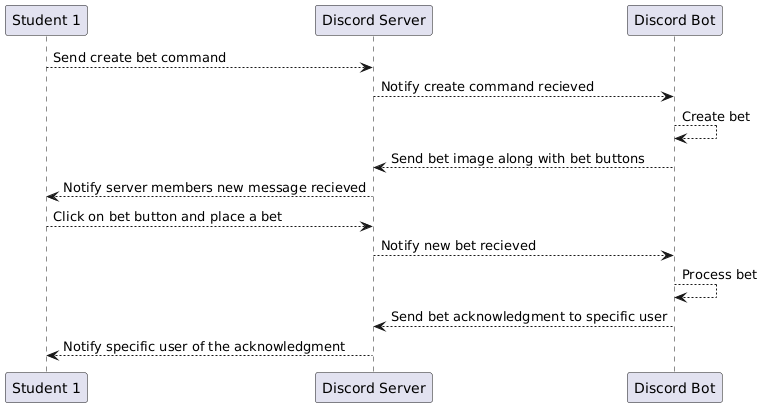 Student 1
Discord Server
Discord Bot
Send create bet command
Notify create command recieved
Create bet
Send bet image along with bet buttons
Notify server members new message recieved
Click on bet button and place a bet
Notify new bet recieved
Process bet
Send bet acknowledgment to specific user
Notify specific user of the acknowledgment
Student 1
Discord Server
Discord Bot